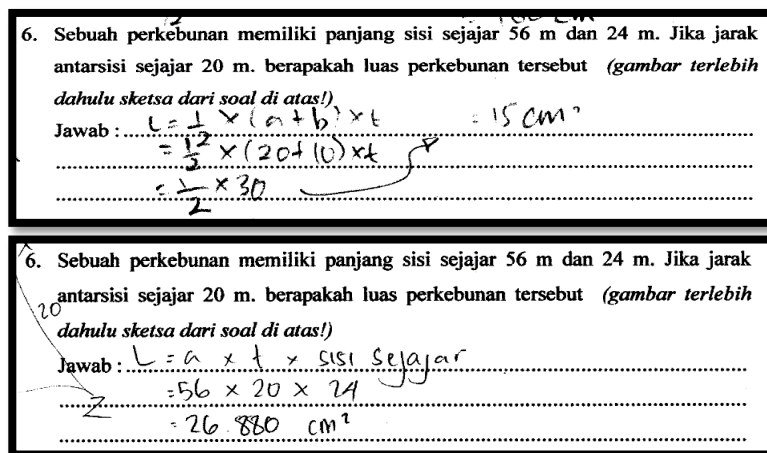 6. Sebuah perkebunan memiliki panjang sisi sejajar 56 m dan 24 m. Jika jarak
antarsisi sejajar 20 m. berapakah luas perkebunan tersebut (gambar terlebih
dahulu sketsa dari soal di atas!)
Jawab : L = 1/2 × (a + b) × t = 15 cm²
= 1/2 × (20+10) × t
= 1/2 × 30
6. Sebuah perkebunan memiliki panjang sisi sejajar 56 m dan 24 m. Jika jarak
antarsisi sejajar 20 m. berapakah luas perkebunan tersebut (gambar terlebih
20
dahulu sketsa dari soal di atas!)
Jawab : L = a × t × sisi sejajar
= 56 × 20 × 24
= 26.880 cm²